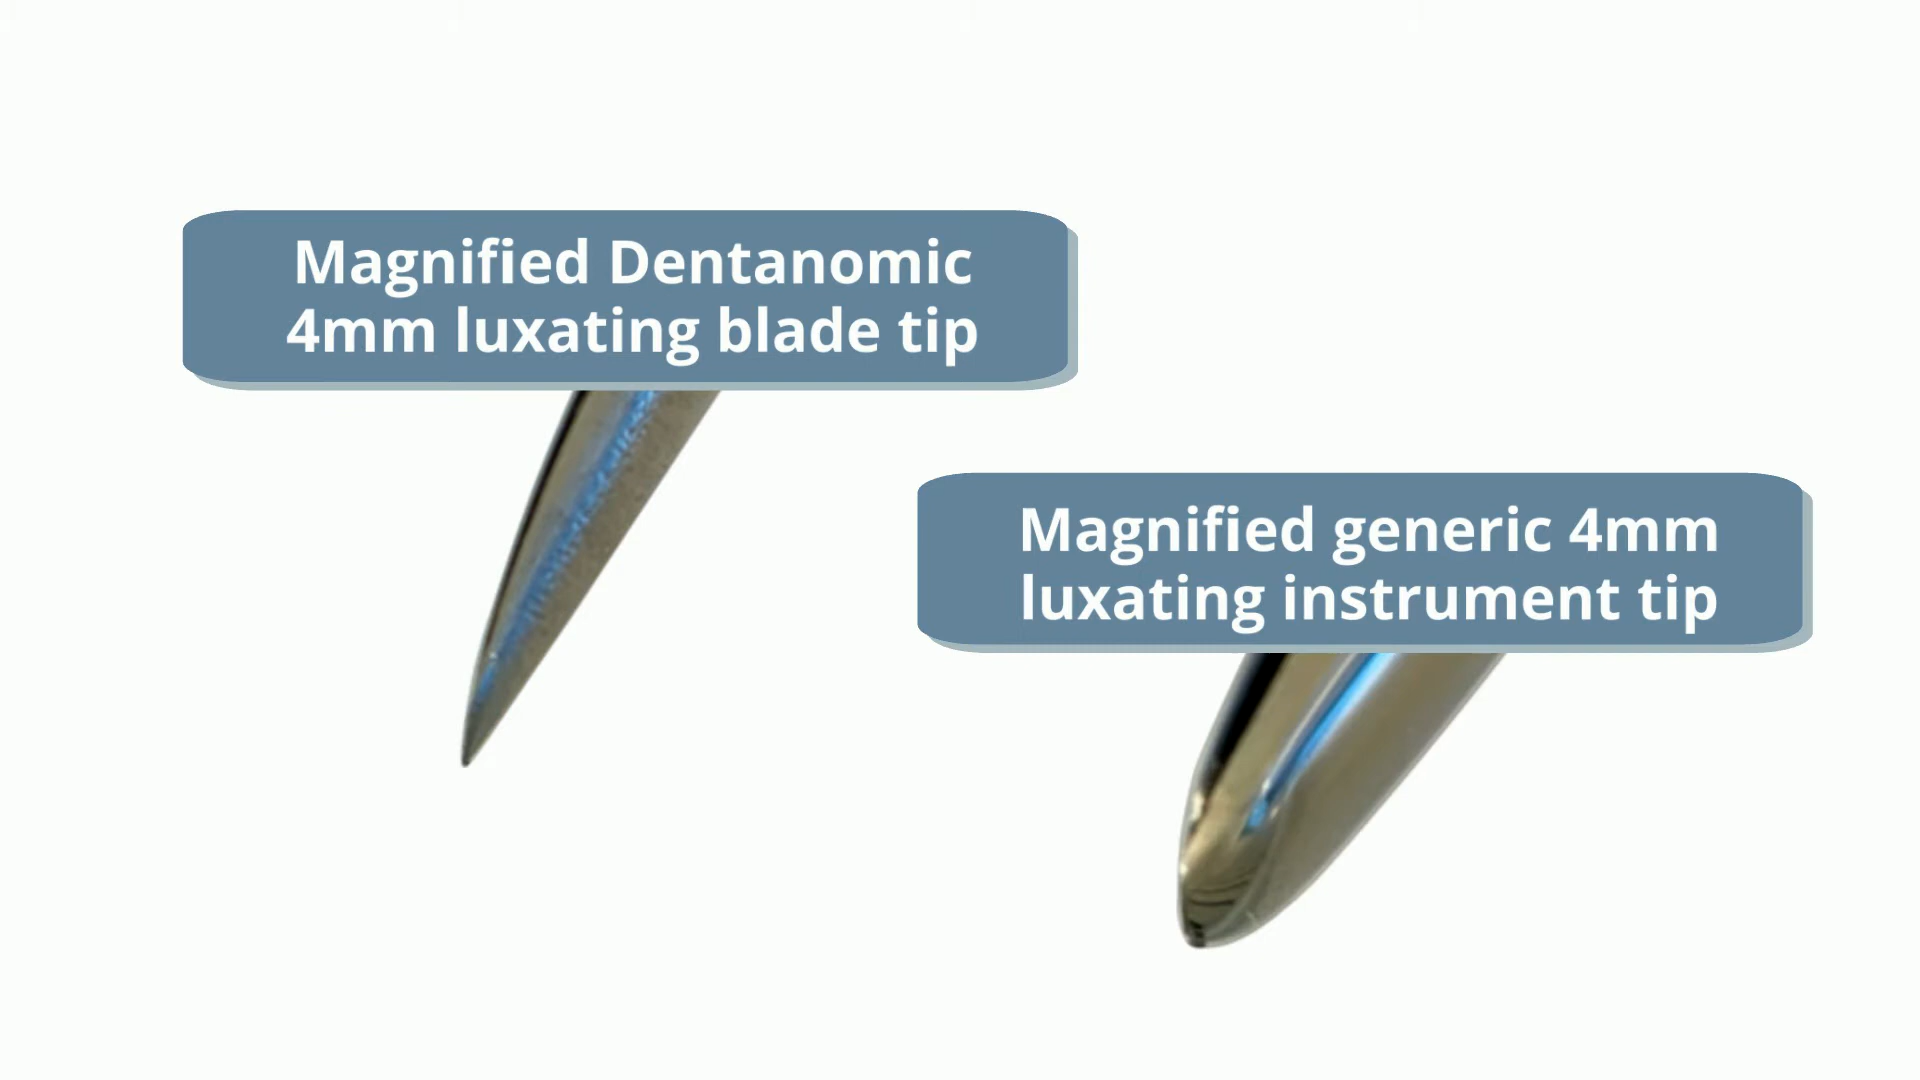 Magnified Dentanomic
4mm luxating blade tip
Magnified generic 4mm
luxating instrument tip